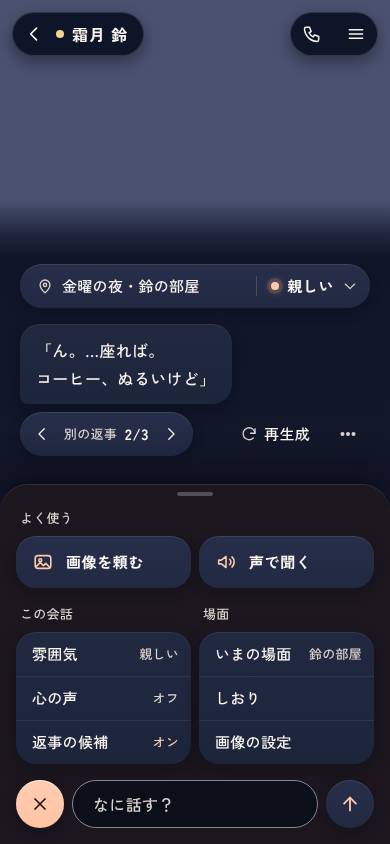 霜月 鈴
金曜の夜・鈴の部屋
親しい
「ん。…座れば。
コーヒー、ぬるいけど」
別の返事 2/3
再生成
よく使う
画像を頼む
声で聞く
この会話
場面
雰囲気 親しい
いまの場面 鈴の部屋
心の声 オフ
しおり
返事の候補 オン
画像の設定
なに話す？